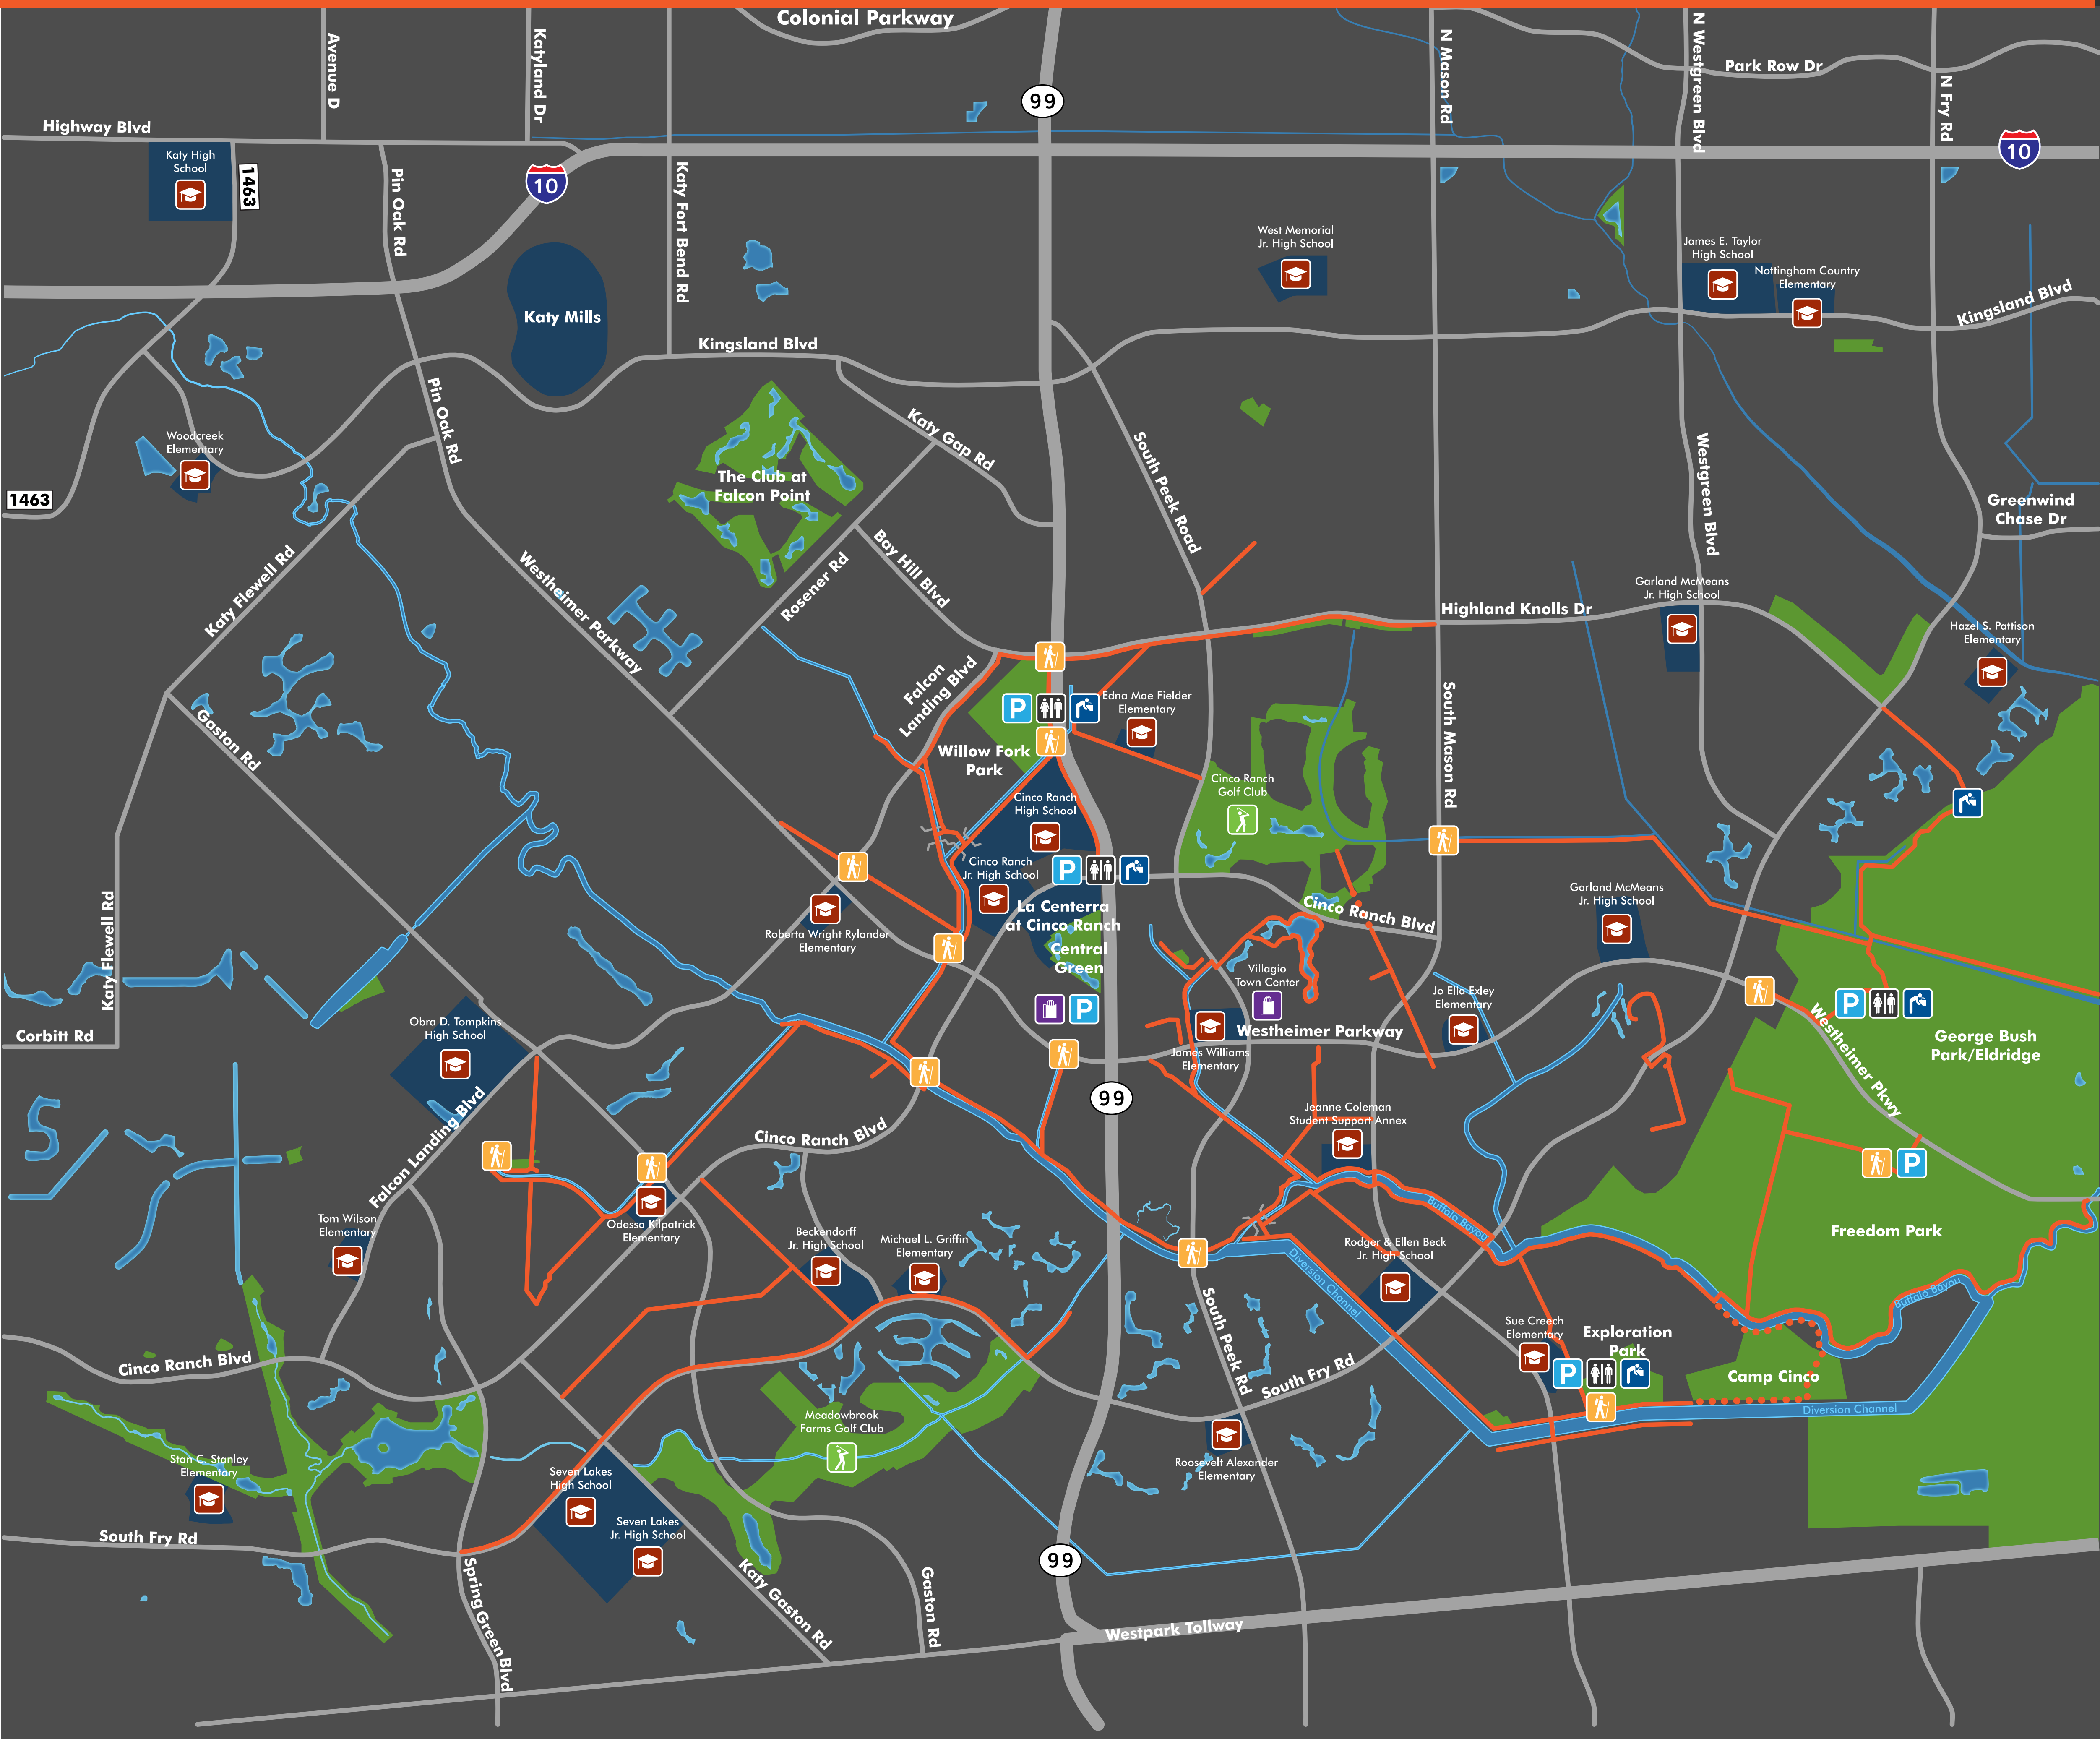 Colonial Parkway
Avenue D
Katyland Dr
N Mason Rd
N Westgreen Blvd
Park Row Dr
N Fry Rd
99
Highway Blvd
10
10
Katy High
School
1463
Pin Oak Rd
Katy Fort Bend Rd
West Memorial
Jr. High School
James E. Taylor
High School
Nottingham Country
Elementary
Kingsland Blvd
Katy Mills
Kingsland Blvd
Pin Oak Rd
Katy Gap Rd
South Peek Road
Westgreen Blvd
Woodcreek
Elementary
The Club at
Falcon Point
1463
Greenwind
Chase Dr
Katy Flewell Rd
Westheimer Parkway
Rosener Rd
Bay Hill Blvd
Highland Knolls Dr
Garland McMeans
Jr. High School
Hazel S. Pattison
Elementary
Falcon
Landing Blvd
Gaston Rd
P
Edna Mae Fielder
Elementary
South Mason Rd
Willow Fork
Park
Cinco Ranch
Golf Club
Cinco Ranch
High School
Cinco Ranch
Jr. High School
P
Katy Flewell Rd
Roberta Wright Rylander
Elementary
La Centerra
at Cinco Ranch
Central
Green
Cinco Ranch Blvd
Garland McMeans
Jr. High School
Villagio
Town Center
Jo Ella Exley
Elementary
P
P
Corbitt Rd
Obra D. Tompkins
High School
Westheimer Parkway
James Williams
Elementary
Westheimer Pkwy
George Bush
Park/Eldridge
99
Falcon Landing Blvd
Cinco Ranch Blvd
Jeanne Coleman
Student Support Annex
P
Tom Wilson
Elementary
Odessa Kilpatrick
Elementary
Beckendorff
Jr. High School
Michael L. Griffin
Elementary
Buffalo Bayou
Freedom Park
Rodger & Ellen Beck
Jr. High School
Diversion Channel
Buffalo Bayou
South Peek Rd
Sue Creech
Elementary
Exploration
Park
P
Cinco Ranch Blvd
South Fry Rd
Camp Cinco
Diversion Channel
Meadowbrook
Farms Golf Club
Stan C. Stanley
Elementary
Seven Lakes
High School
Roosevelt Alexander
Elementary
Seven Lakes
Jr. High School
South Fry Rd
Spring Green Blvd
Katy Gaston Rd
Gaston Rd
99
Westpark Tollway